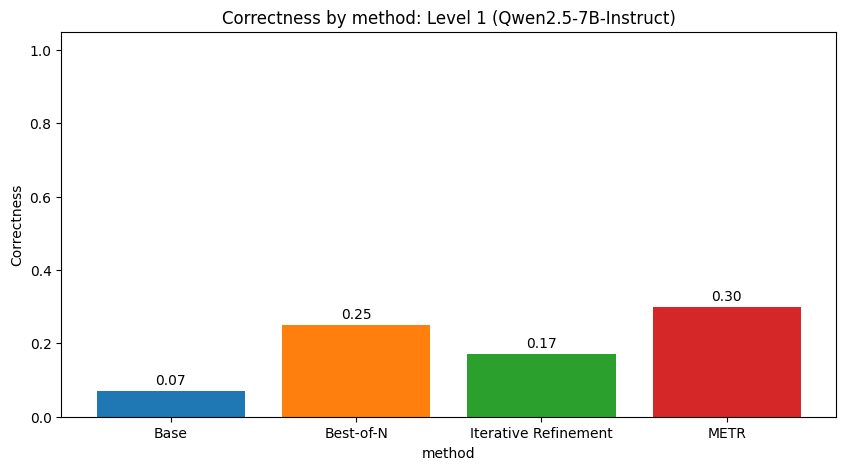 Correctness by method: Level 1 (Qwen2.5-7B-Instruct)
Correctness
1.0
0.8
0.6
0.4
0.2
0.0
0.07
0.25
0.17
0.30
Base
Best-of-N
Iterative Refinement
METR
method